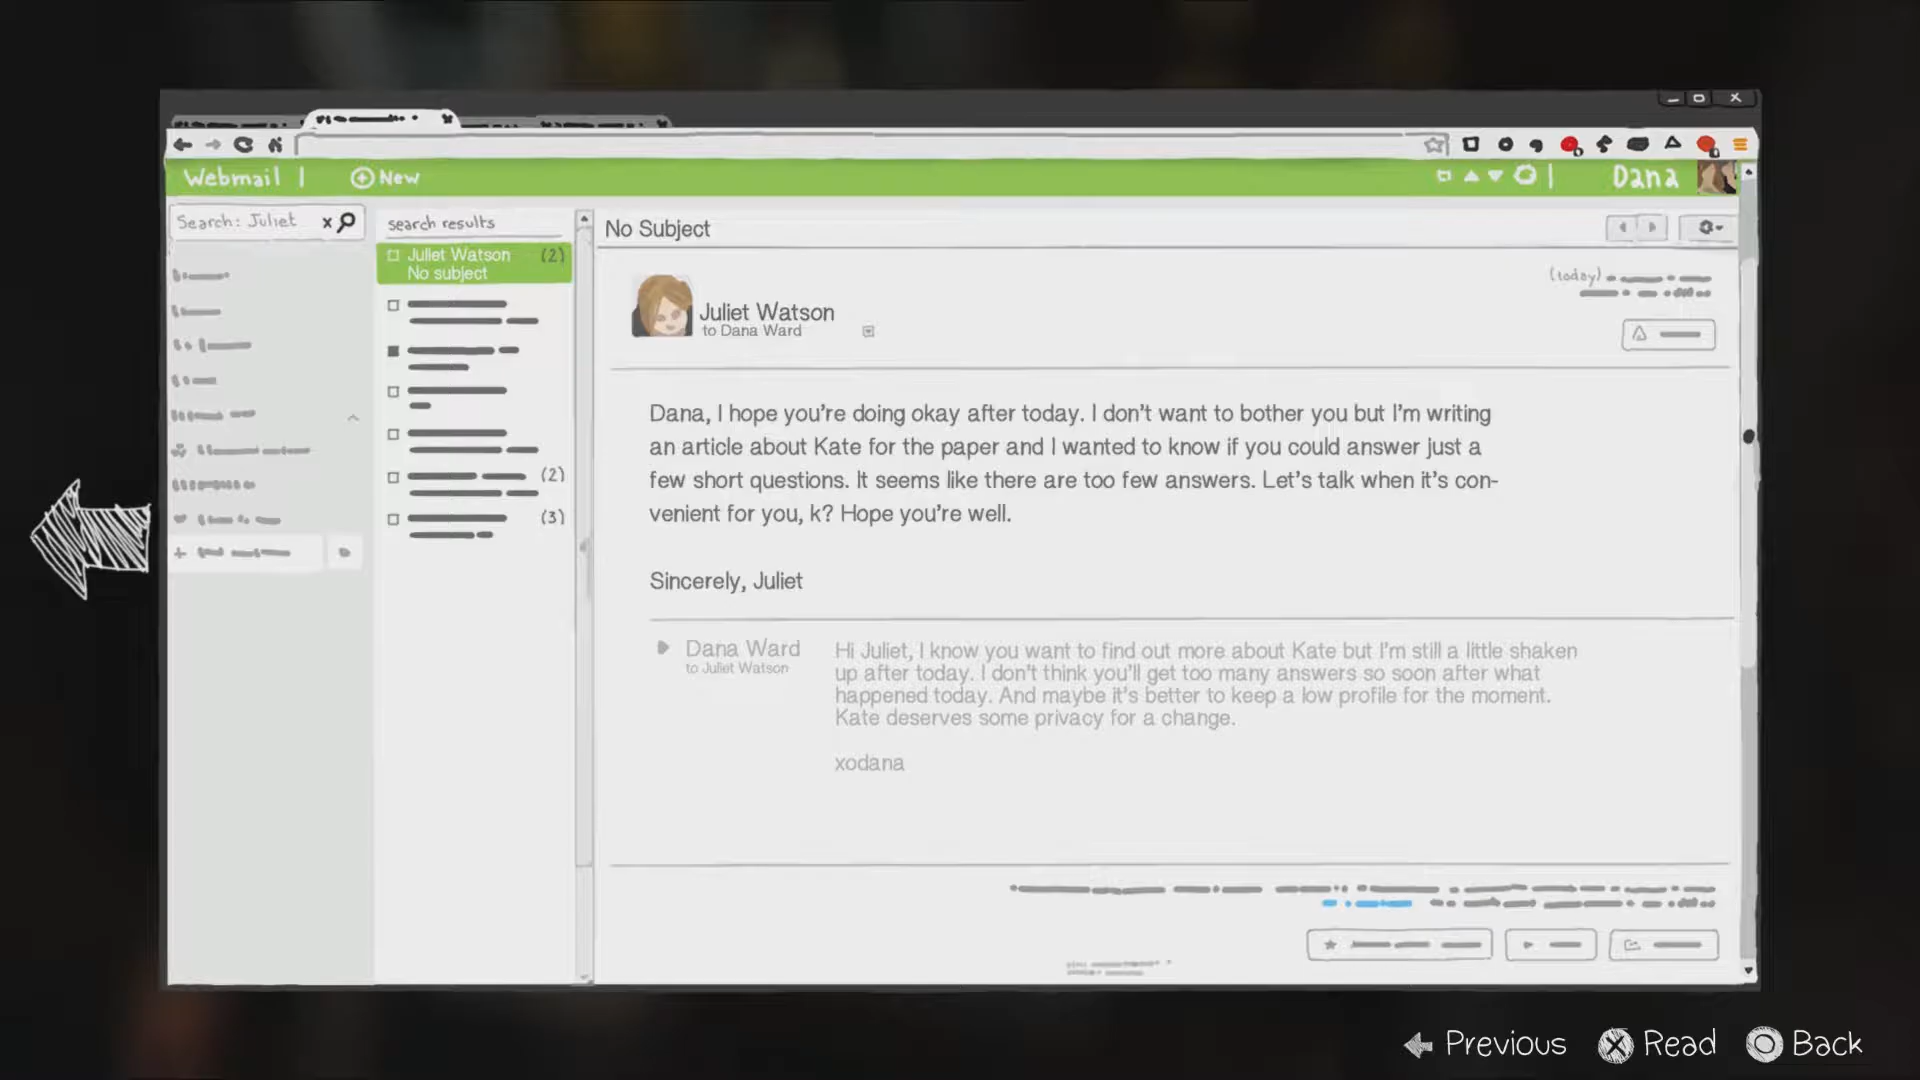 Webmail |
New
Dana
Search: Juliet x
search results
Juliet Watson (2)
No subject
(2)
(3)
No Subject
(today)
Juliet Watson
to Dana Ward
Dana, I hope you're doing okay after today. I don't want to bother you but I'm writing
an article about Kate for the paper and I wanted to know if you could answer just a
few short questions. It seems like there are too few answers. Let's talk when it's con-
venient for you, k? Hope you're well.
Sincerely, Juliet
Dana Ward
to Juliet Watson
Hi Juliet, I know you want to find out more about Kate but I'm still a little shaken
up after today. I don't think you'll get too many answers so soon after what
happened today. And maybe it's better to keep a low profile for the moment.
Kate deserves some privacy for a change.
xodana
Previous
Read
Back